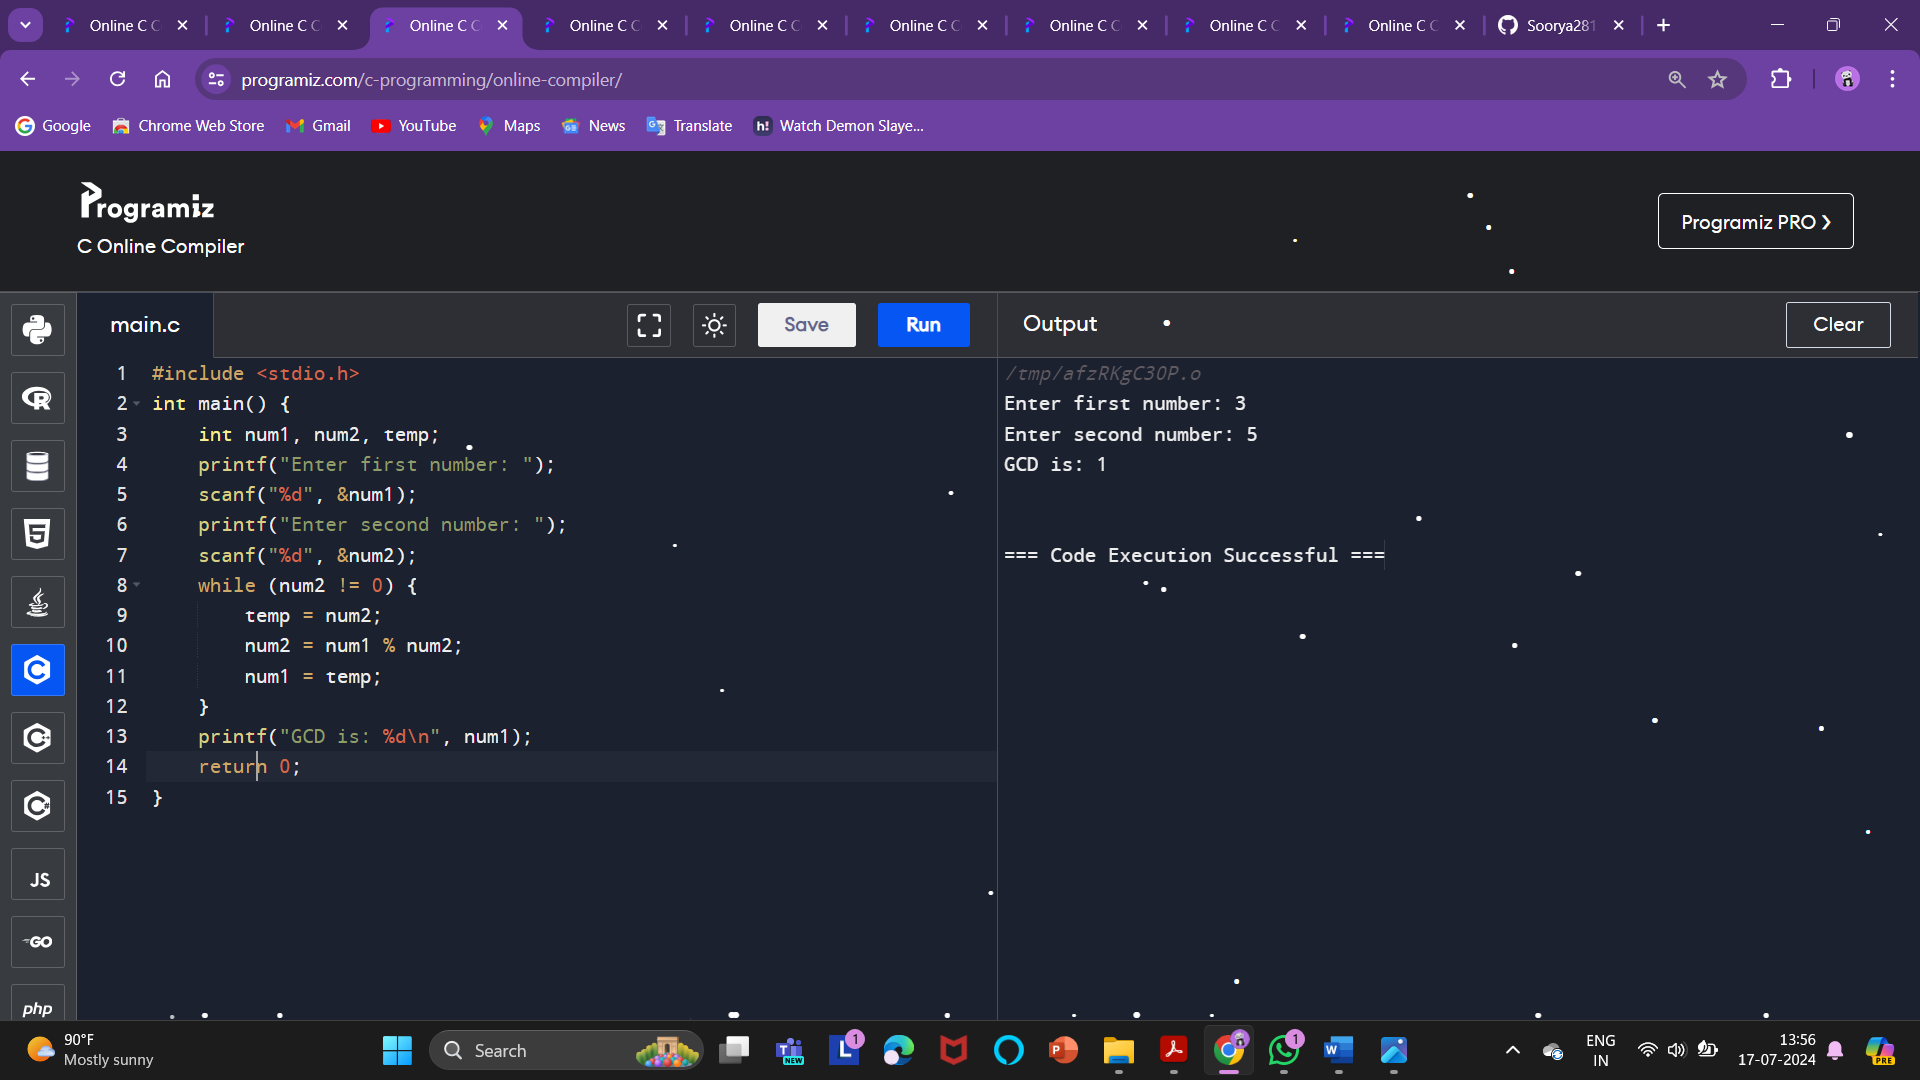 Online C C
Online C C
Online C C
Online C C
Online C C
Online C C
Online C C
Online C C
Online C C
Soorya281
programiz.com/c-programming/online-compiler/
Google
Chrome Web Store
Gmail
YouTube
Maps
News
Translate
h!
Watch Demon Slaye...
Programiz
C Online Compiler
Programiz PRO ❯
main.c
Save
Run
Output
Clear
1 #include <stdio.h>
2 int main() {
3 int num1, num2, temp;
4 printf("Enter first number: ");
5 scanf("%d", &num1);
6 printf("Enter second number: ");
7 scanf("%d", &num2);
8 while (num2 != 0) {
9 temp = num2;
10 num2 = num1 % num2;
11 num1 = temp;
12 }
13 printf("GCD is: %d\n", num1);
14 return 0;
15 }
/tmp/afzRKgC3OP.o
Enter first number: 3
Enter second number: 5
GCD is: 1
=== Code Execution Successful ===
R
5
C
C
C#
JS
GO
php
90°F
Mostly sunny
Search
NEW
L
1
P
1
W
ENG
IN
13:56
17-07-2024
PRE